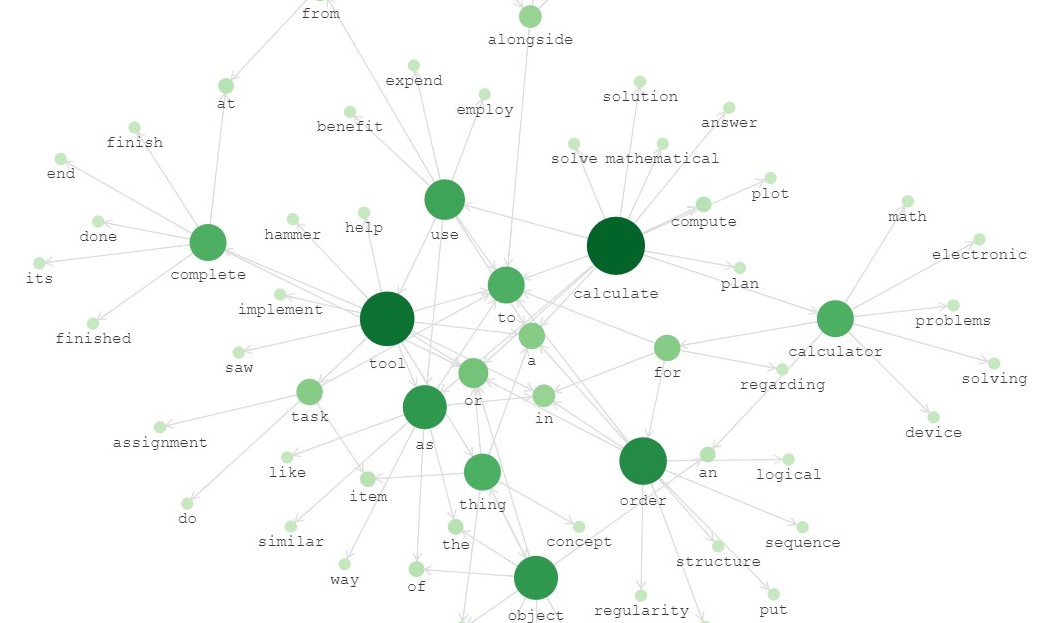 from
alongside
expend
solution
at
employ
answer
benefit
finish
solve
mathematical
end
plot
compute
math
help
use
done
hammer
electronic
complete
its
plan
calculate
implement
to
problems
finished
calculator
a
tool
saw
for
solving
regarding
or
task
in
device
assignment
as
like
an
logical
item
order
thing
do
similar
the
concept
sequence
structure
way
of
regularity
put
object